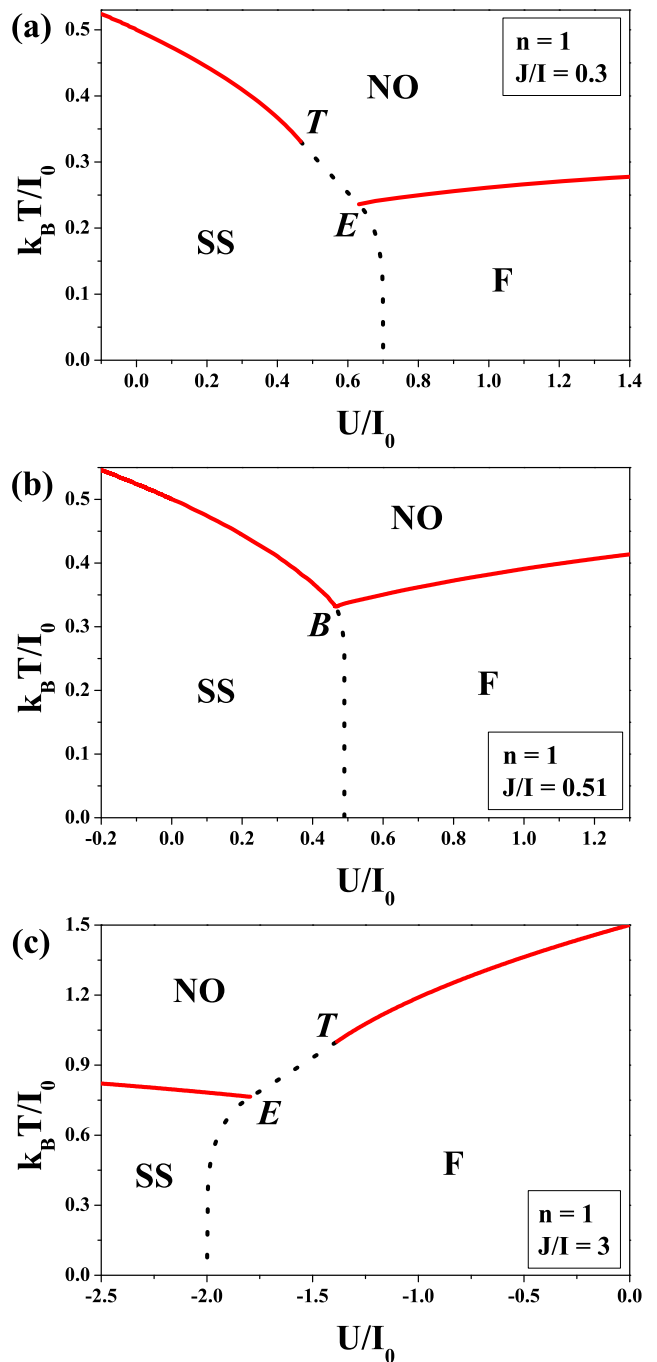 (a)
n = 1
J/I = 0.3
NO
T
E
SS
F
k_B T/I_0
0.5
0.4
0.3
0.2
0.1
0.0
0.0 0.2 0.4 0.6 0.8 1.0 1.2 1.4
U/I_0
(b)
NO
B
SS
F
n = 1
J/I = 0.51
k_B T/I_0
0.5
0.4
0.3
0.2
0.1
0.0
-0.2 0.0 0.2 0.4 0.6 0.8 1.0 1.2
U/I_0
(c)
NO
T
E
SS
F
n = 1
J/I = 3
k_B T/I_0
1.5
1.2
0.9
0.6
0.3
0.0
-2.5 -2.0 -1.5 -1.0 -0.5 0.0
U/I_0